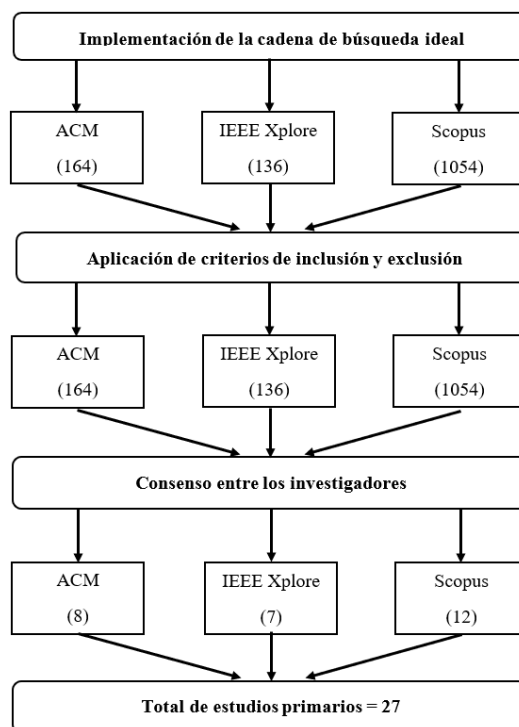 Implementación de la cadena de búsqueda ideal
ACM
(164)
IEEE Xplore
(136)
Scopus
(1054)
Aplicación de criterios de inclusión y exclusión
ACM
(164)
IEEE Xplore
(136)
Scopus
(1054)
Consenso entre los investigadores
ACM
(8)
IEEE Xplore
(7)
Scopus
(12)
Total de estudios primarios = 27